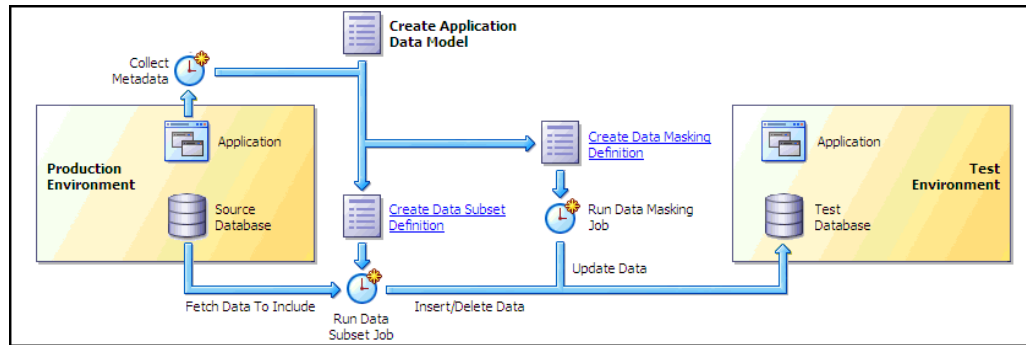 Create Application
Data Model
Collect
Metadata
Application
Production
Environment
Source
Database
Create Data Masking
Definition
Create Data Subset
Definition
Run Data Masking
Job
Application
Test
Environment
Test
Database
Update Data
Fetch Data To Include
Run Data
Subset Job
Insert/Delete Data